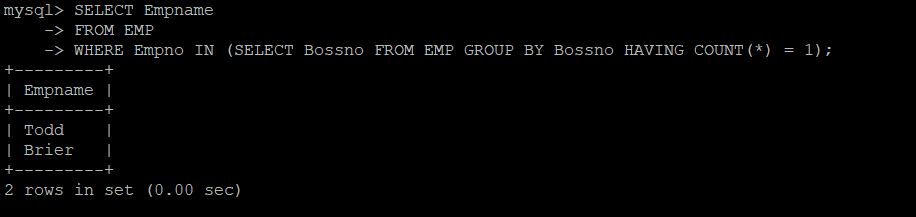 mysql> SELECT Empname
    -> FROM EMP
    -> WHERE Empno IN (SELECT Bossno FROM EMP GROUP BY Bossno HAVING COUNT(*) = 1);
+---------+
| Empname |
+---------+
| Todd    |
| Brier   |
+---------+
2 rows in set (0.00 sec)